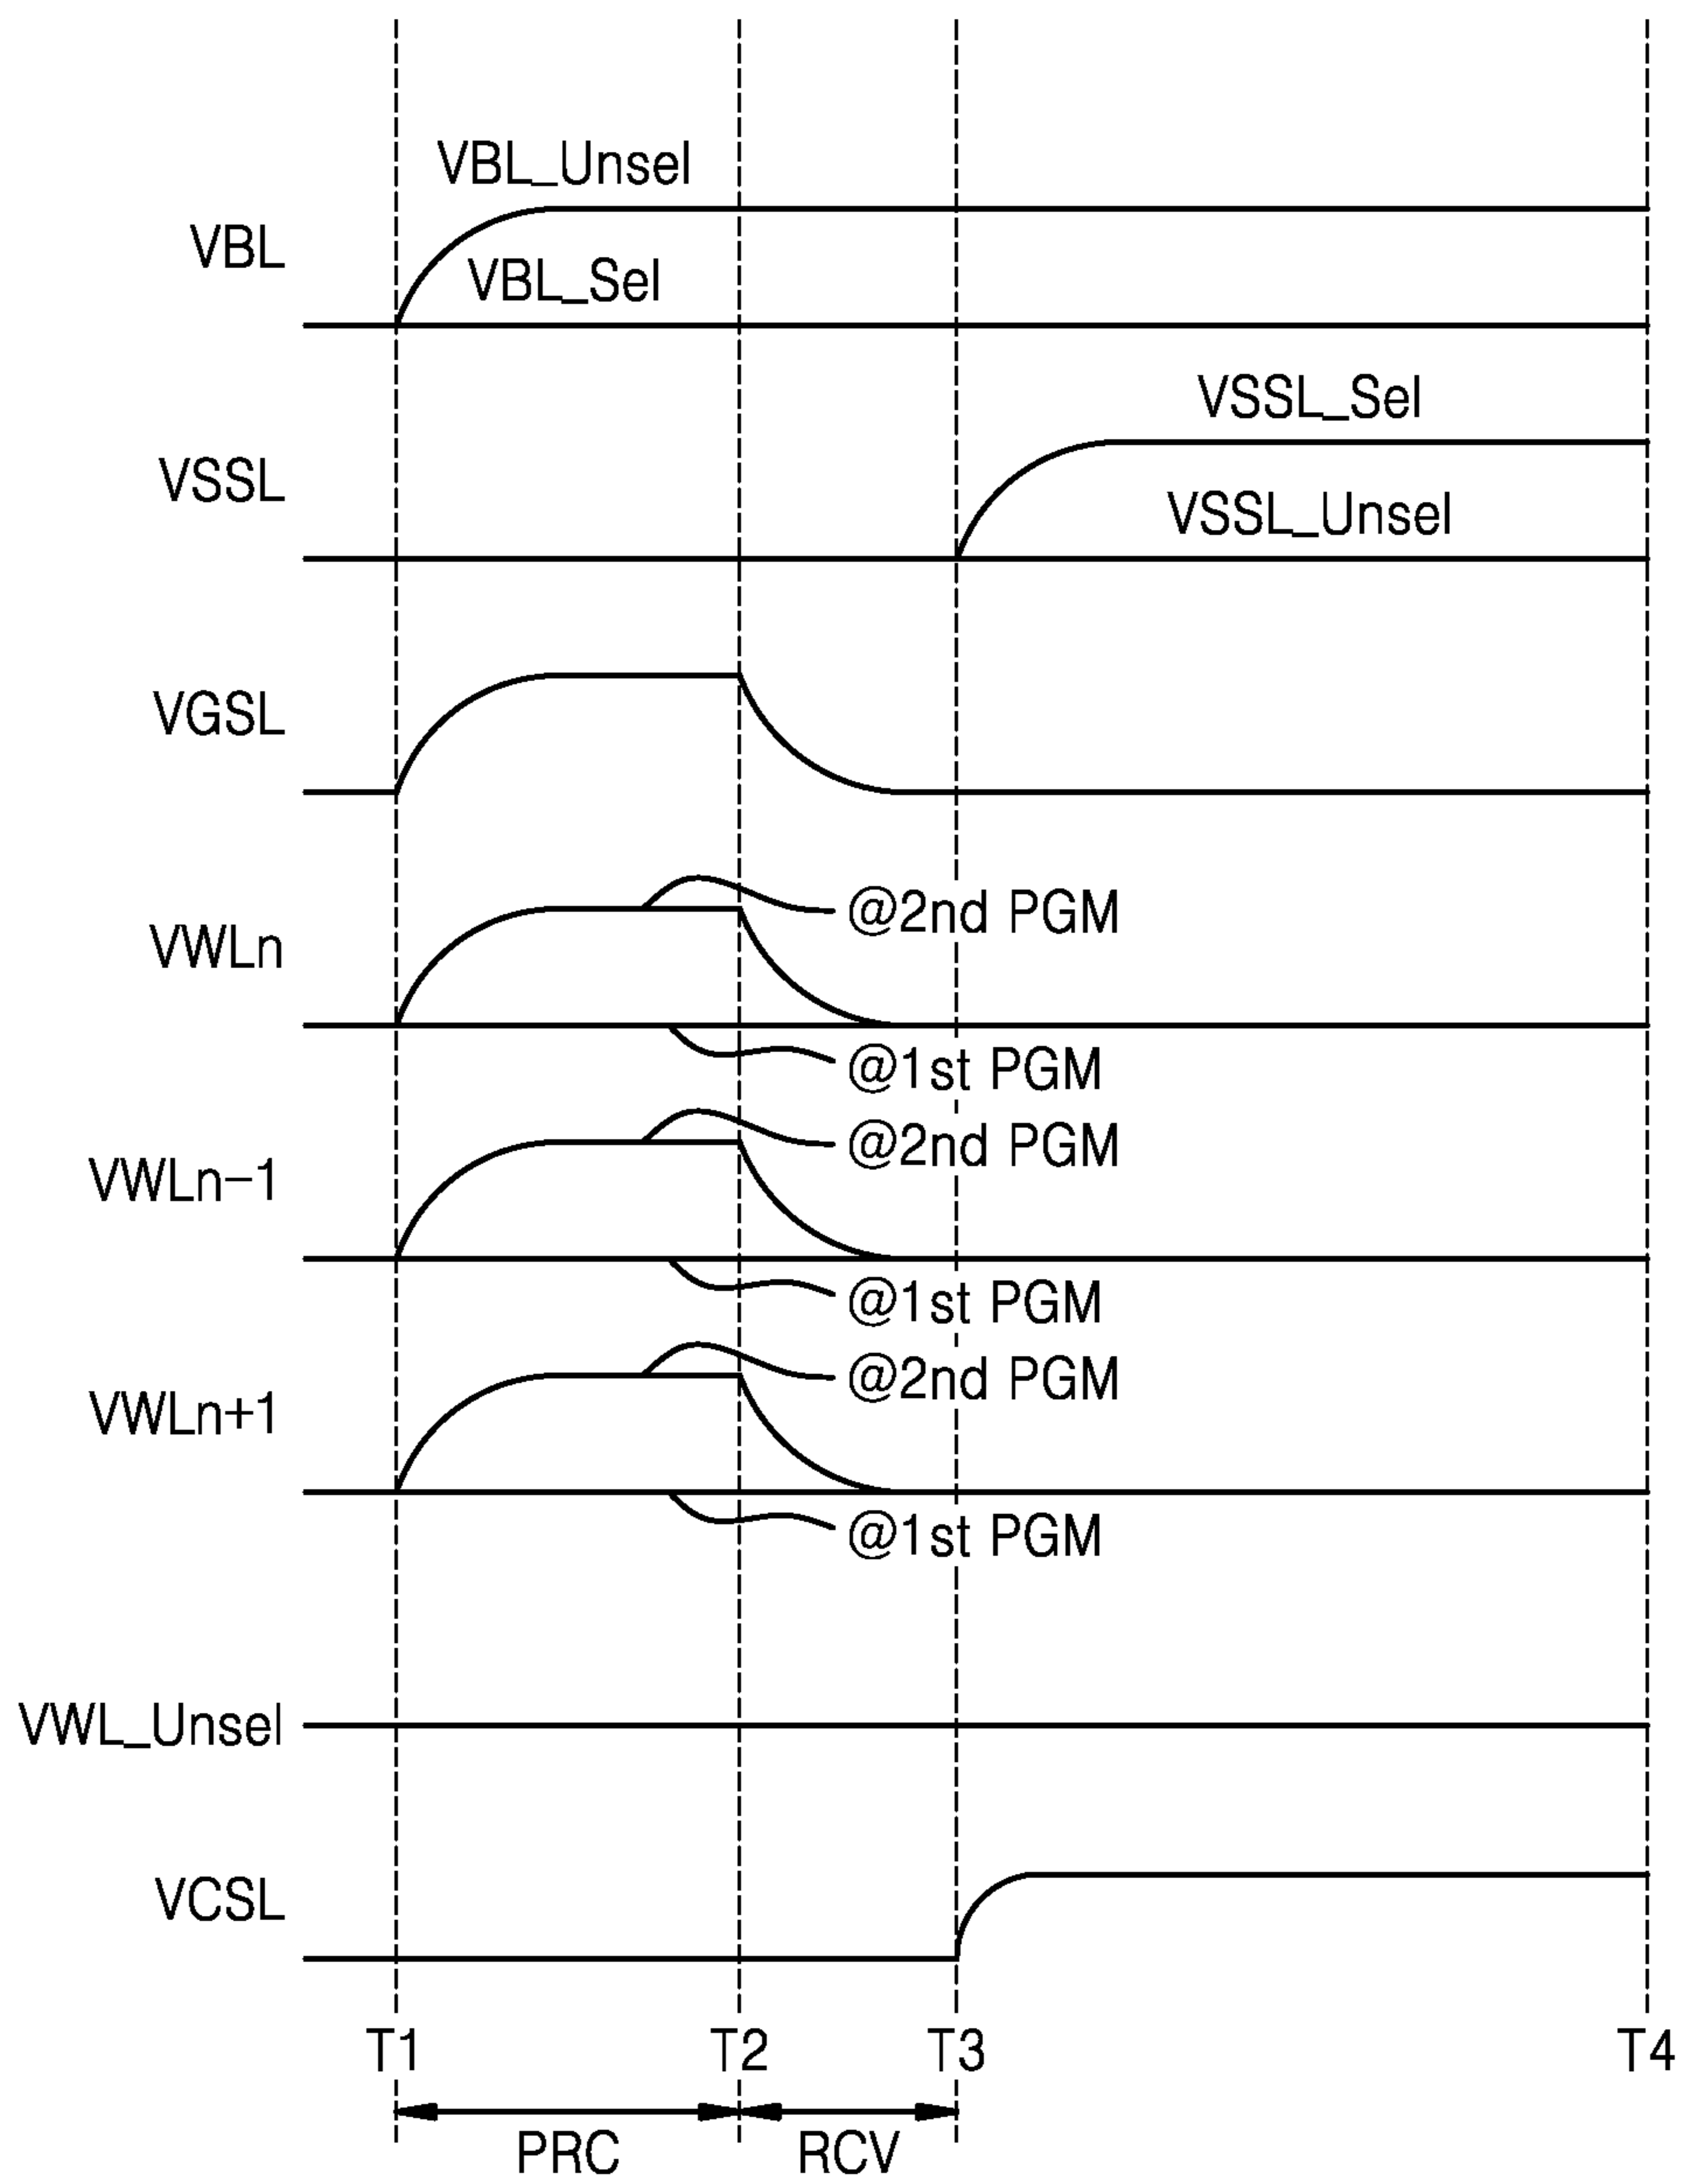 VBL_Unsel
VBL
VBL_Sel
VSSL_Sel
VSSL
VSSL_Unsel
VGSL
@2nd PGM
VWLn
@1st PGM
@2nd PGM
VWLn-1
@1st PGM
@2nd PGM
VWLn+1
@1st PGM
VWL_Unsel
VCSL
T1 T2 T3 T4
PRC RCV